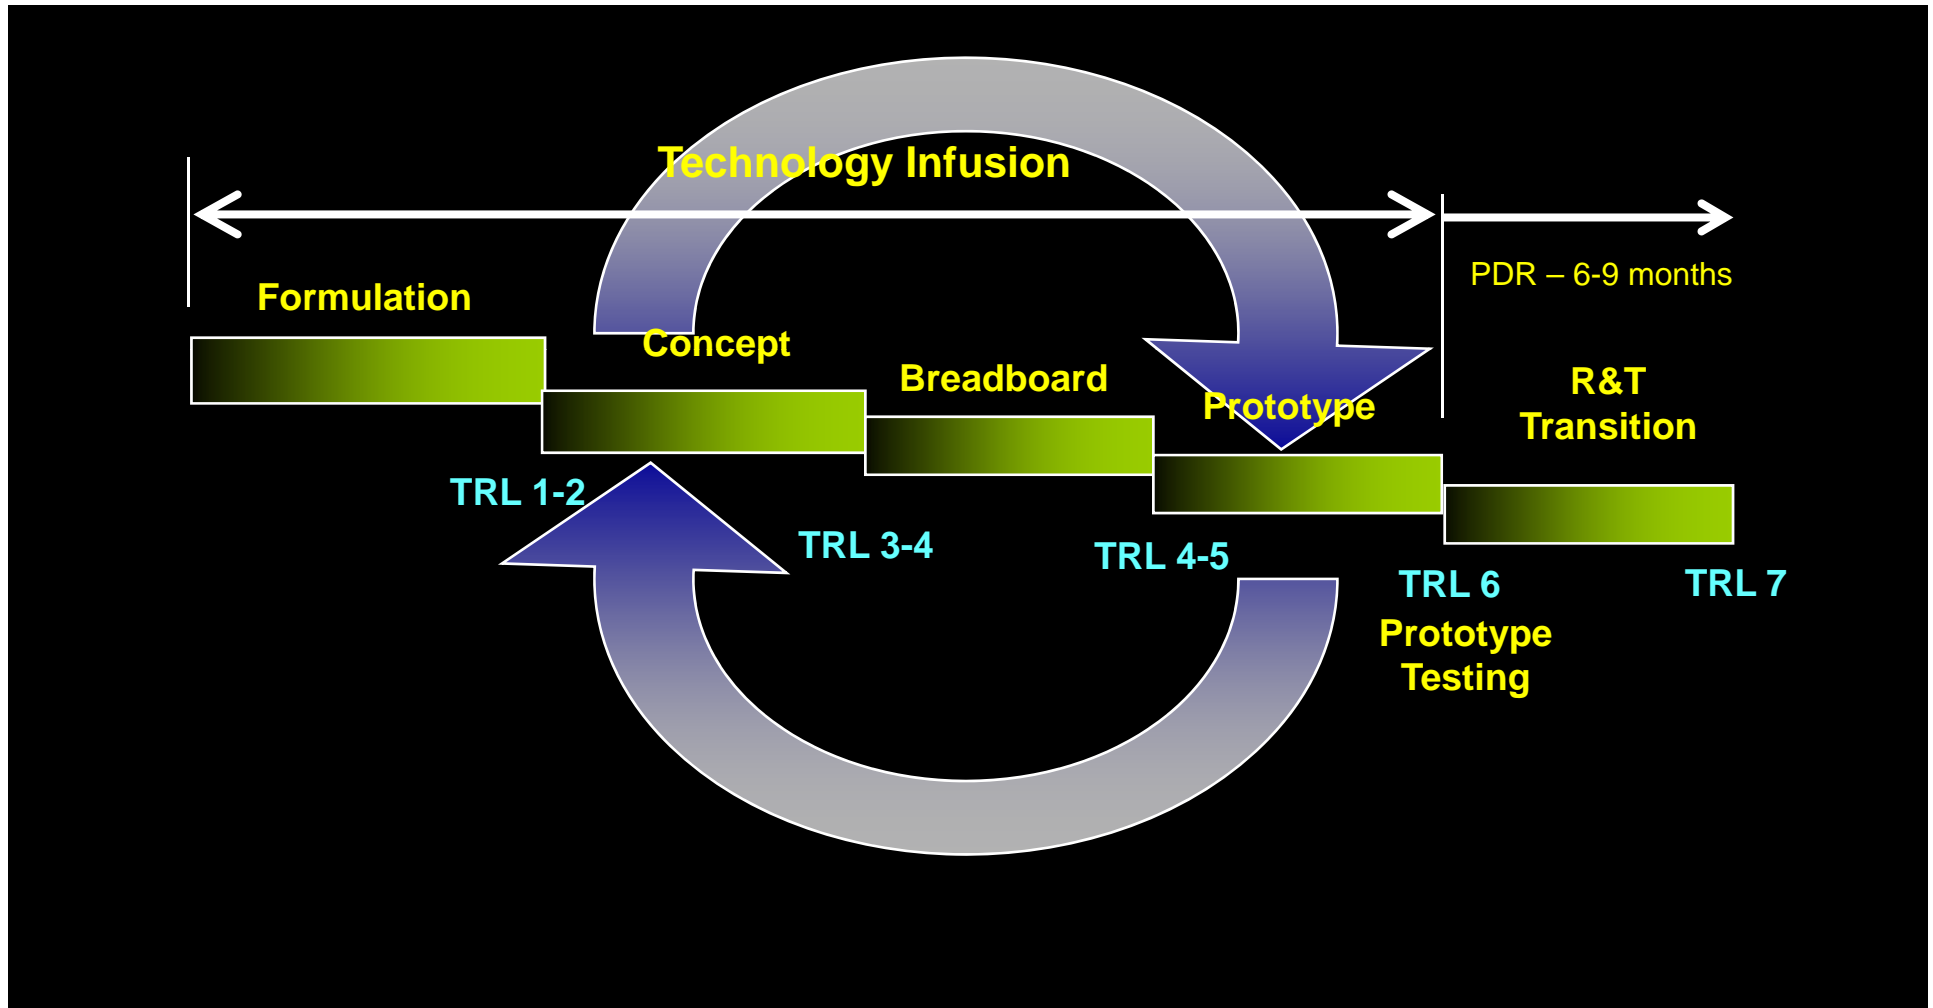 Technology Infusion
PDR – 6-9 months
Formulation
Concept
Breadboard
Prototype
R&T
Transition
TRL 1-2
TRL 3-4
TRL 4-5
TRL 6
TRL 7
Prototype
Testing